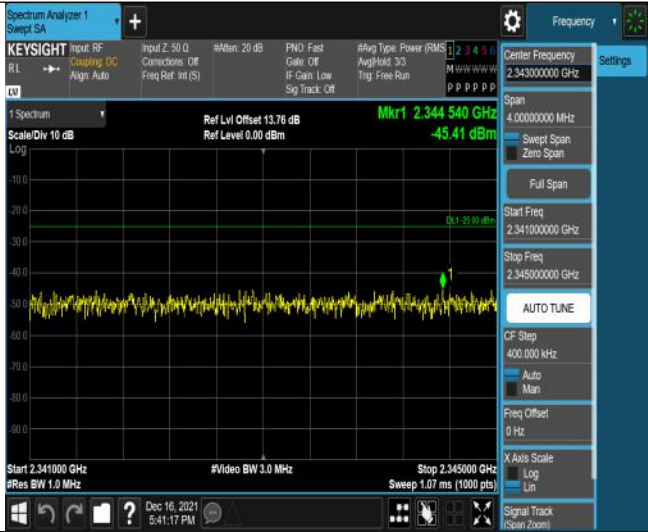 Spectrum Analyzer 1
Swept SA
Frequency
KEYSIGHT
RL
Input: RF
Coupling: DC
Align: Auto
Input Z: 50 Ω
Corrections: Off
Freq Ref: Int (S)
#Atten: 20 dB
PNO: Fast
Gate: Off
IF Gain: Low
Sig Track: Off
#Avg Type: Power (RMS
Avg|Hold: 3/3
Trig: Free Run
1 2 3 4 5 6
M W W W W W
P P P P P P
LV
1 Spectrum
Scale/Div 10 dB
Log
Ref Lvl Offset 13.76 dB
Ref Level 0.00 dBm
Mkr1 2.344 540 GHz
-45.41 dBm
-10.0
-20.0
DL1 -25.00 dBm
-30.0
-40.0
1
-50.0
-60.0
-70.0
-80.0
-90.0
Start 2.341000 GHz
#Res BW 1.0 MHz
#Video BW 3.0 MHz
Stop 2.345000 GHz
Sweep 1.07 ms (1000 pts)
Dec 16, 2021
5:41:17 PM
?
Center Frequency
2.343000000 GHz
Settings
Span
4.00000000 MHz
Swept Span
Zero Span
Full Span
Start Freq
2.341000000 GHz
Stop Freq
2.345000000 GHz
AUTO TUNE
CF Step
400.000 kHz
Auto
Man
Freq Offset
0 Hz
X Axis Scale
Log
Lin
Signal Track
(Span Zoom)